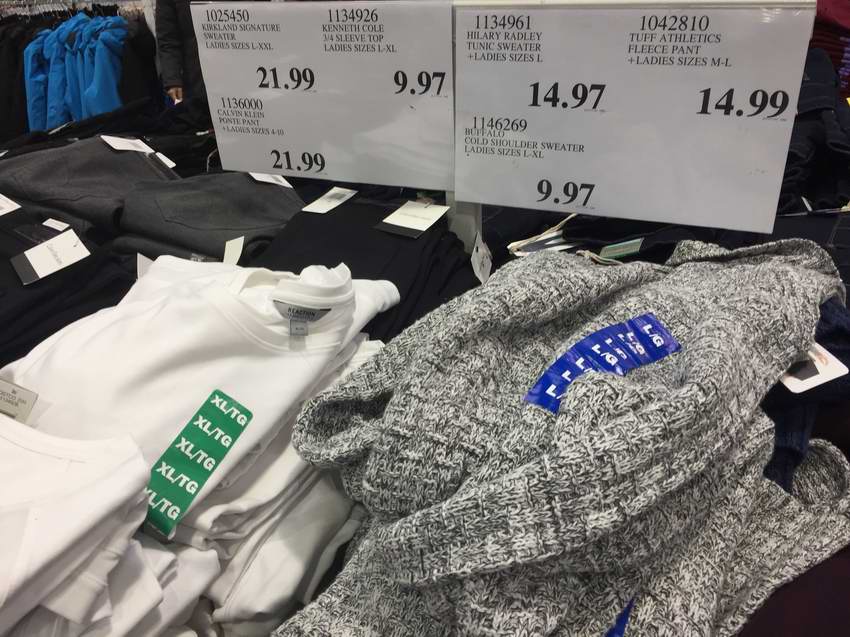 1025450
KIRKLAND SIGNATURE
SWEATER
LADIES SIZES L-XXL
21.99
1134926
KENNETH COLE
3/4 SLEEVE TOP
LADIES SIZES L-XL
9.97
1136000
CALVIN KLEIN
PONTE PANT
+LADIES SIZES 4-10
21.99
1134961
HILARY RADLEY
TUNIC SWEATER
+LADIES SIZES L
14.97
1042810
TUFF ATHLETICS
FLEECE PANT
+LADIES SIZES M-L
14.99
1146269
BUFFALO
COLD SHOULDER SWEATER
LADIES SIZES L-XL
9.97
REACTION
XL/TG
XL/TG
XL/TG
XL/TG
XL/TG
L/G
L/G
L/G
L/G